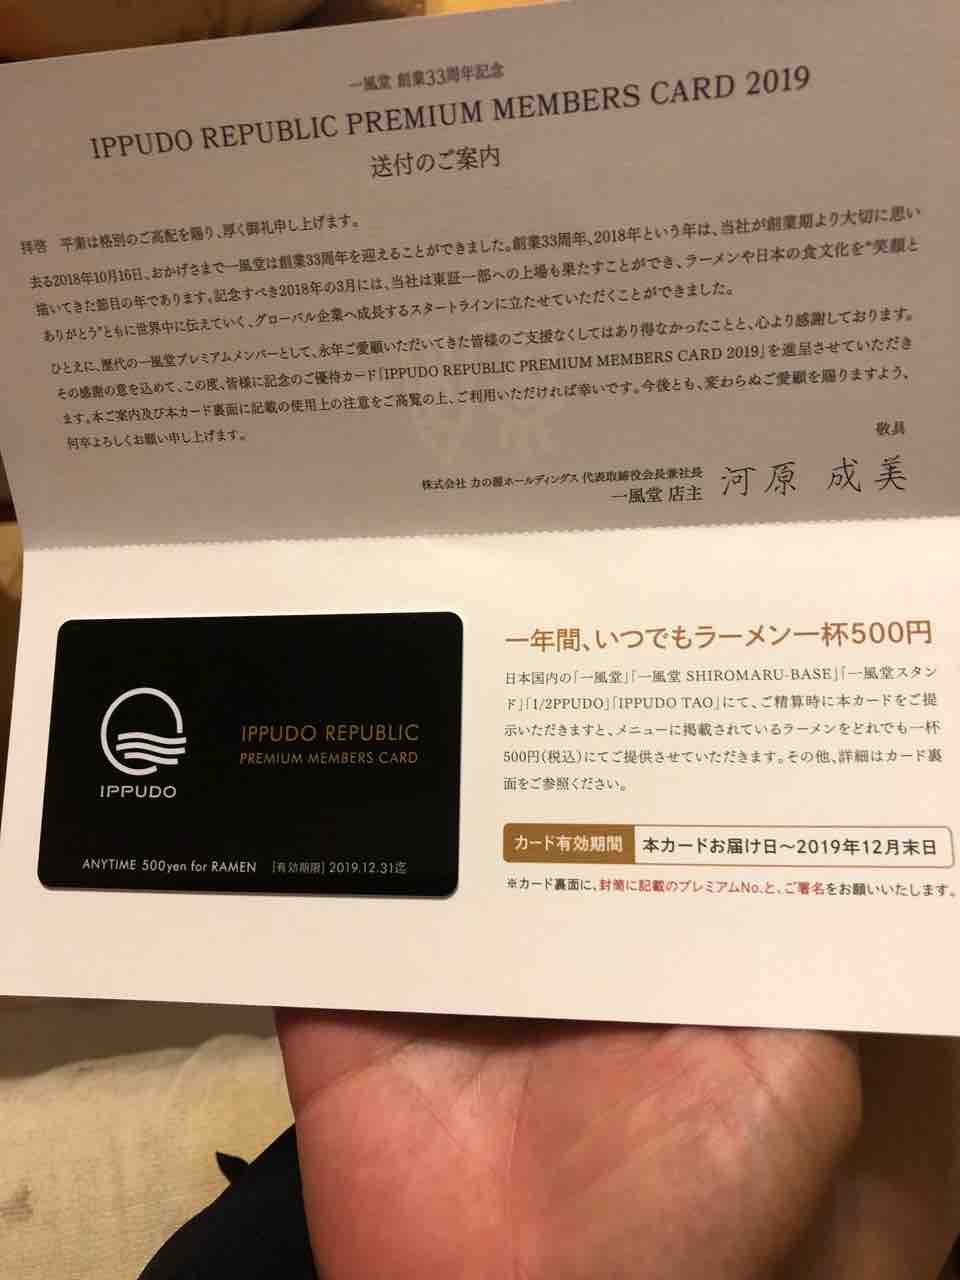 一風堂 創業33周年記念
IPPUDO REPUBLIC PREMIUM MEMBERS CARD 2019
送付のご案内
拝啓　平素は格別のご高配を賜り、厚く御礼申し上げます。
去る2018年10月16日、おかげさまで一風堂は創業33周年を迎えることができました。創業33周年、2018年という年は、当社が創業期より大切に思い
描いてきた節目の年であります。記念すべき2018年の3月には、当社は東証一部への上場も果たすことができ、ラーメンや日本の食文化を“笑顔と
ありがとう”ともに世界中に伝えていく、グローバル企業へ成長するスタートラインに立たせていただくことができました。
ひとえに、歴代の一風堂プレミアムメンバーとして、永年ご愛顧いただいてきた皆様のご支援なくしてはあり得なかったことと、心より感謝しております。
その感謝の意を込めて、この度、皆様に記念のご優待カード「IPPUDO REPUBLIC PREMIUM MEMBERS CARD 2019」を進呈させていただき
ます。本ご案内及び本カード裏面に記載の使用上の注意をご高覧の上、ご利用いただければ幸いです。今後とも、変わらぬご愛顧を賜りますよう、
何卒よろしくお願い申し上げます。
敬具
株式会社 力の源ホールディングス 代表取締役会長兼社長
一風堂 店主 河原 成美
IPPUDO
IPPUDO REPUBLIC
PREMIUM MEMBERS CARD
ANYTIME 500yen for RAMEN [有効期限] 2019.12.31迄
一年間、いつでもラーメン一杯500円
日本国内の「一風堂」「一風堂 SHIROMARU-BASE」「一風堂スタン
ド」「1/2PPUDO」「IPPUDO TAO」にて、ご精算時に本カードをご提
示いただきますと、メニューに掲載されているラーメンをどれでも一杯
500円(税込)にてご提供させていただきます。その他、詳細はカード裏
面をご参照ください。
カード有効期間 本カードお届け日〜2019年12月末日
※カード裏面に、封筒に記載のプレミアムNo.と、ご署名をお願いいたします。